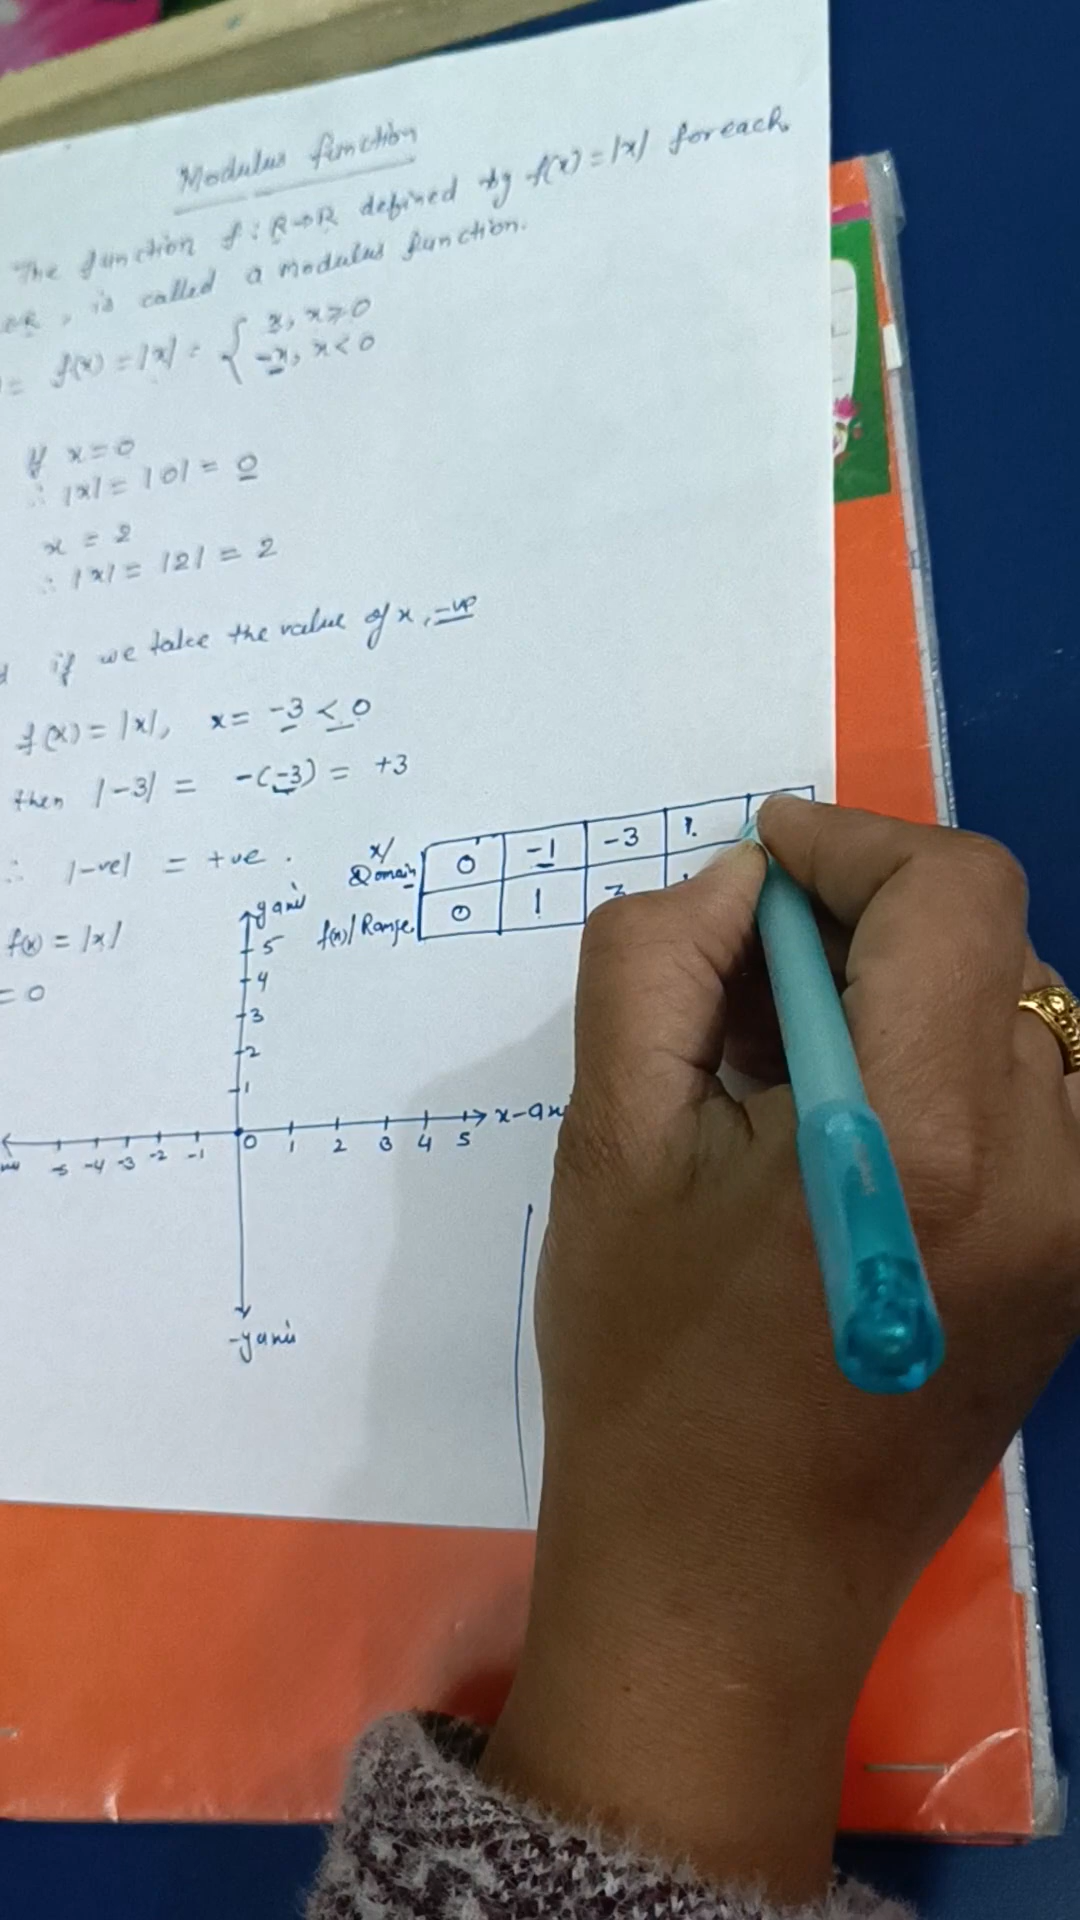 Modulus function
The function f : R→R defined by f(x) = |x| for each
∈R, is called a modulus function.
= f(x) = |x| = { x, x ≥ 0
-x, x < 0
If x = 0
∴ |x| = |0| = 0
x = 2
∴ |x| = |2| = 2
if we take the value of x, -ve
f(x) = |x|, x = -3 < 0
then |-3| = -(-3) = +3
∴ |-ve| = +ve .
x/ Domain 0 -1 -3 1
f(x)/Range 0 1 3
f(x) = |x|
= 0
y axis
5
4
3
2
1
-5 -4 -3 -2 -1 0 1 2 3 4 5 x-ax
-y axis